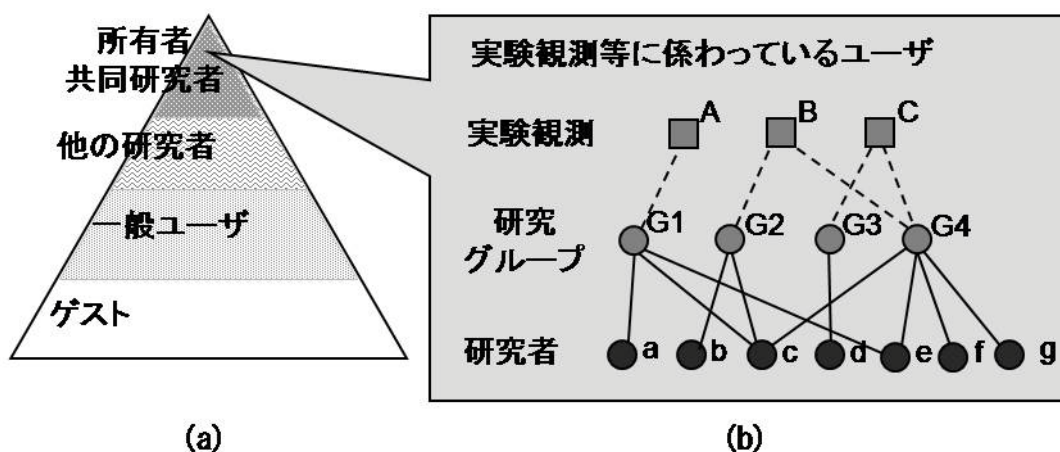 所有者
共同研究者
他の研究者
一般ユーザ
ゲスト
(a)
実験観測等に係わっているユーザ
実験観測
A
B
C
研究
グループ
G1
G2
G3
G4
研究者
a
b
c
d
e
f
g
(b)